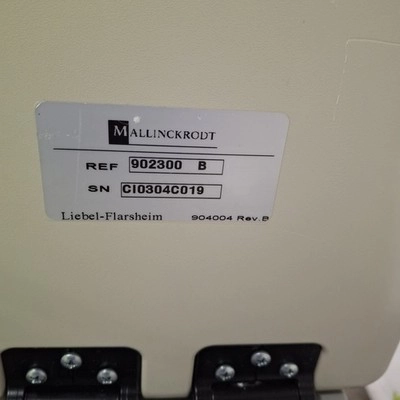 MALLINCKRODT
REF 902300 B
SN CI0304C019
Liebel-Flarsheim 904004 Rev.B